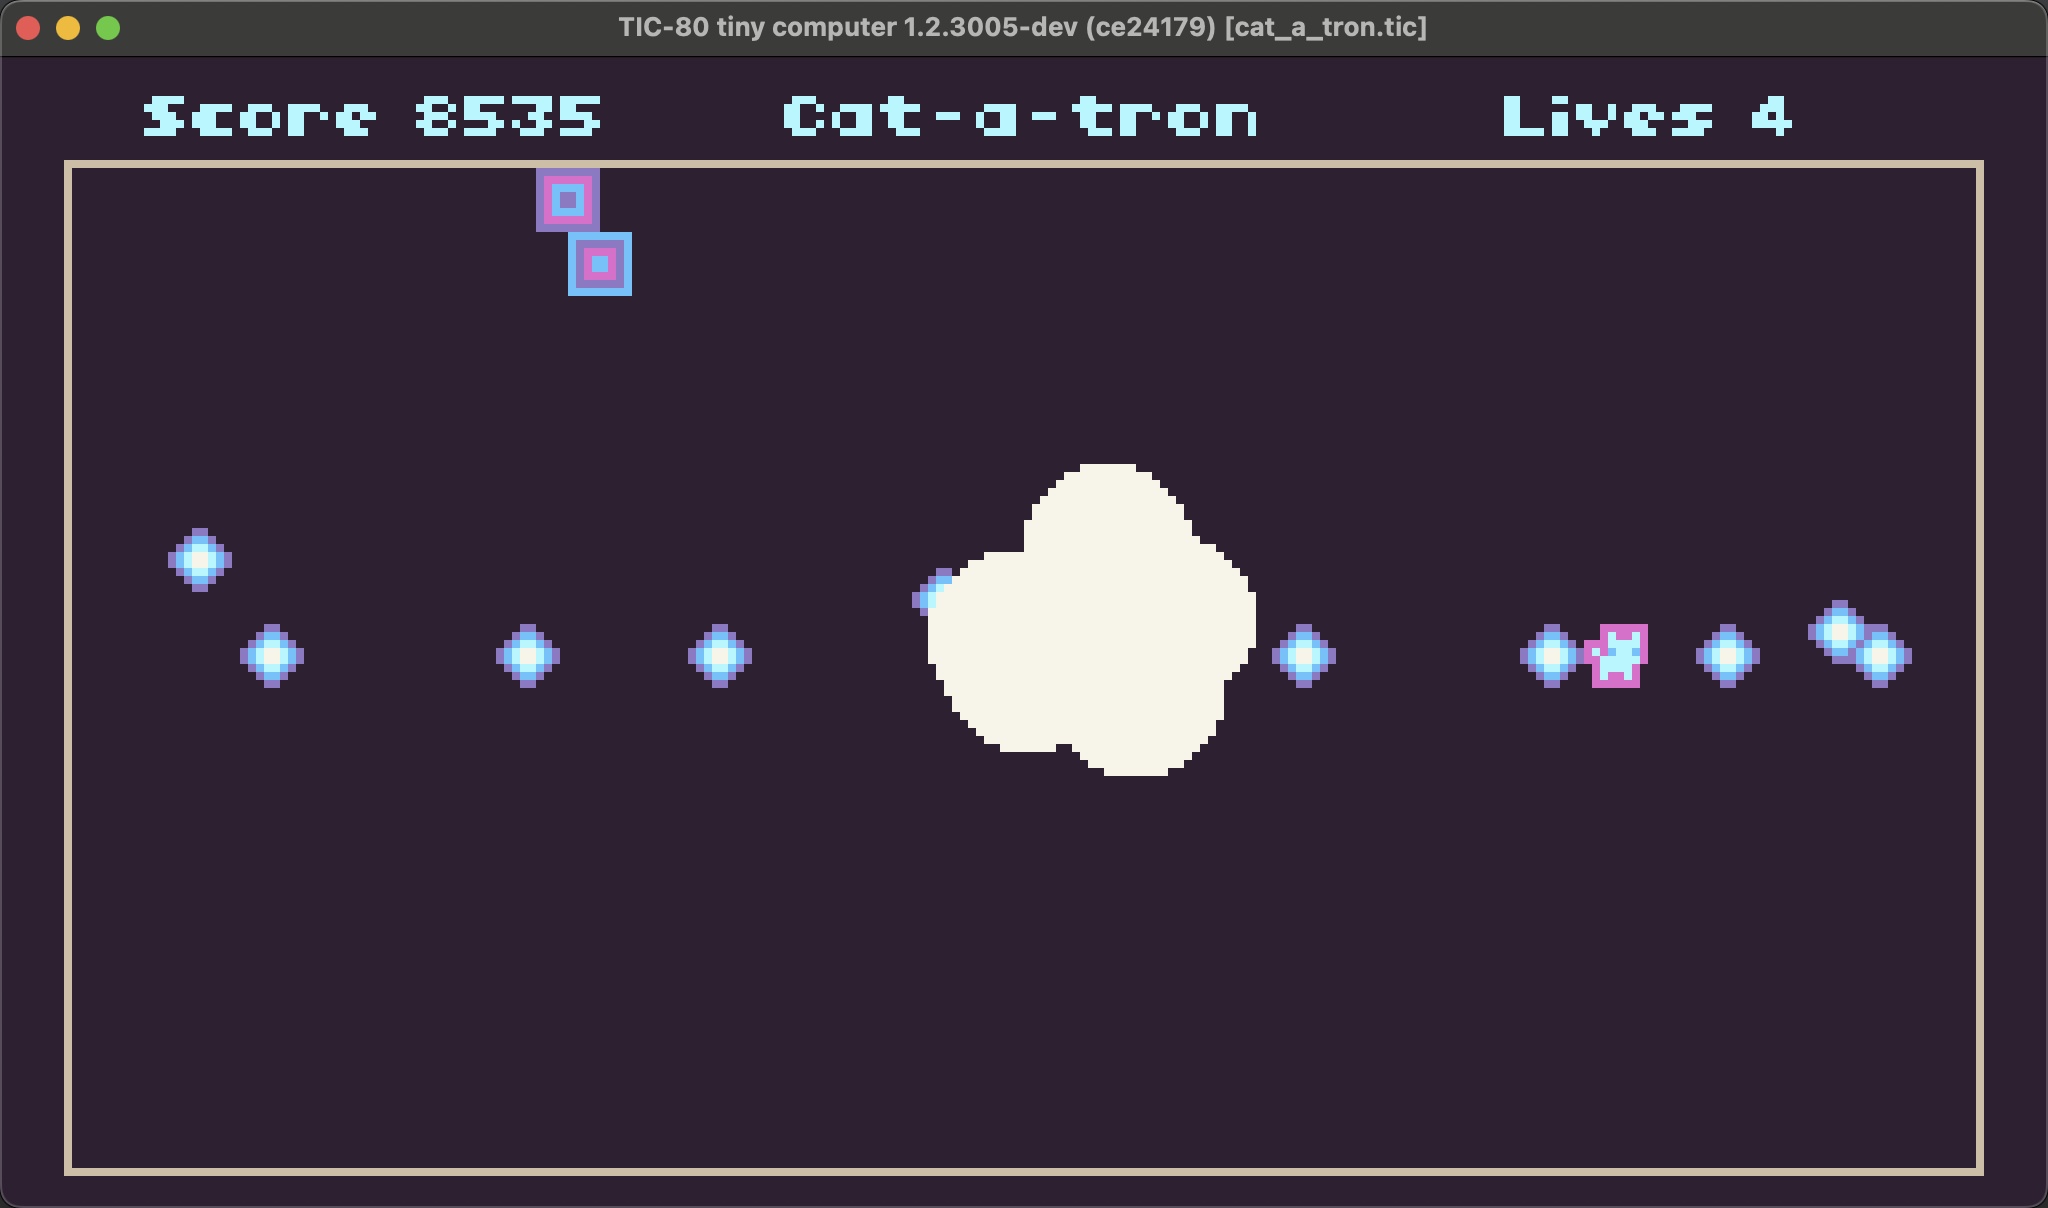 TIC-80 tiny computer 1.2.3005-dev (ce24179) [cat_a_tron.tic]
Score 8535 Cat-a-tron Lives 4